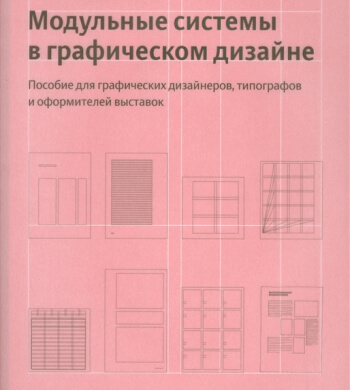 Модульные системы
в графическом дизайне
Пособие для графических дизайнеров, типографов
и оформителей выставок